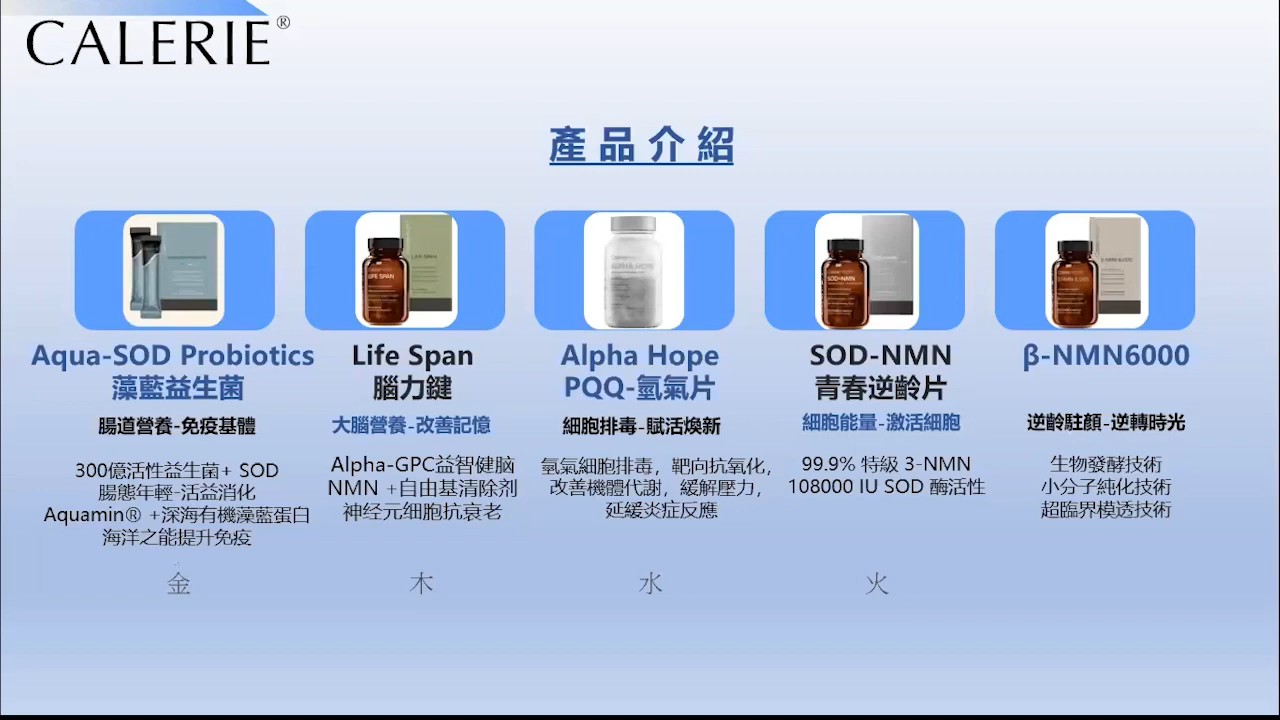 CALERIE®
產品介紹
Aqua-SOD Probiotics
藻藍益生菌
腸道營養-免疫基體
300億活性益生菌+ SOD
腸態年輕-活益消化
Aquamin® +深海有機藻藍蛋白
海洋之能提升免疫
金
LIFE SPAN
Life Span
腦力鍵
大腦營養-改善記憶
Alpha-GPC益智健脑
NMN +自由基清除剂
神经元细胞抗衰老
木
ALPHA HOPE
Alpha Hope
PQQ-氫氣片
細胞排毒-賦活煥新
氫氣細胞排毒，靶向抗氧化，
改善機體代謝，緩解壓力，
延緩炎症反應
水
SOD-NMN
SOD-NMN
青春逆齡片
細胞能量-激活細胞
99.9% 特級 3-NMN
108000 IU SOD 酶活性
火
β-NMN6000
逆齡駐顏-逆轉時光
生物發酵技術
小分子純化技術
超臨界模透技術